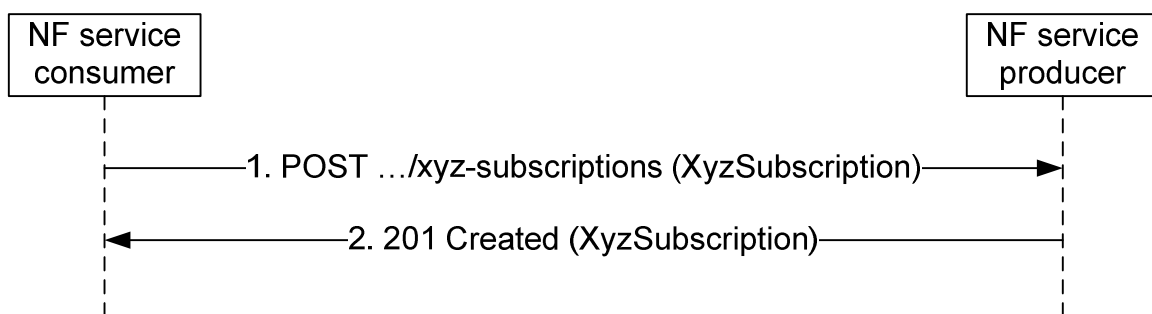 NF service
consumer
NF service
producer
1. POST …/xyz-subscriptions (XyzSubscription)
2. 201 Created (XyzSubscription)